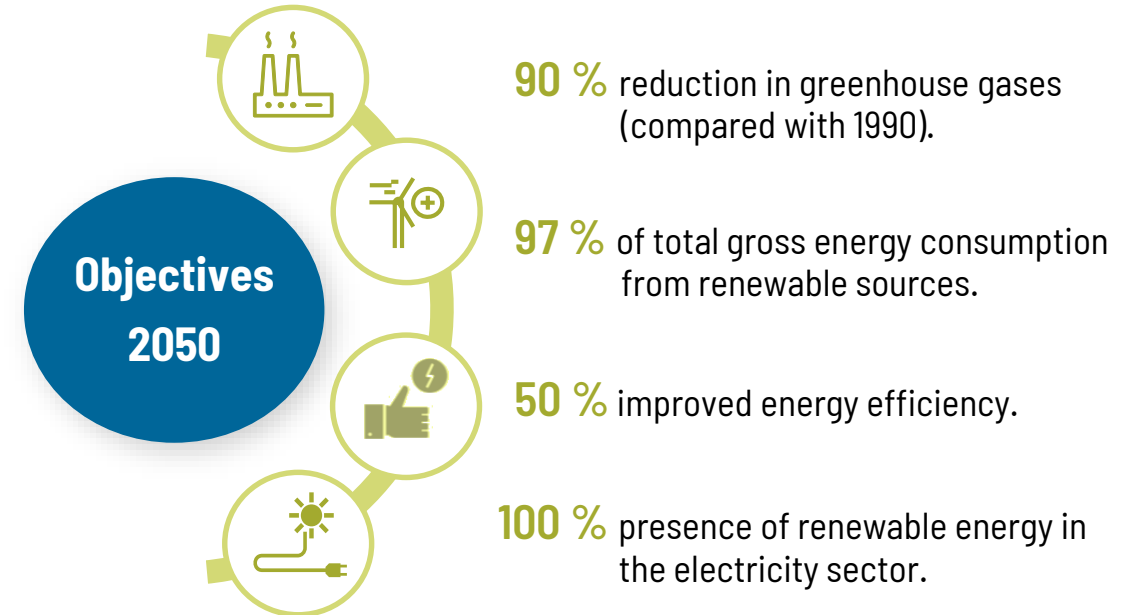 Objectives
2050
90 % reduction in greenhouse gases
(compared with 1990).
97 % of total gross energy consumption
from renewable sources.
50 % improved energy efficiency.
100 % presence of renewable energy in
the electricity sector.